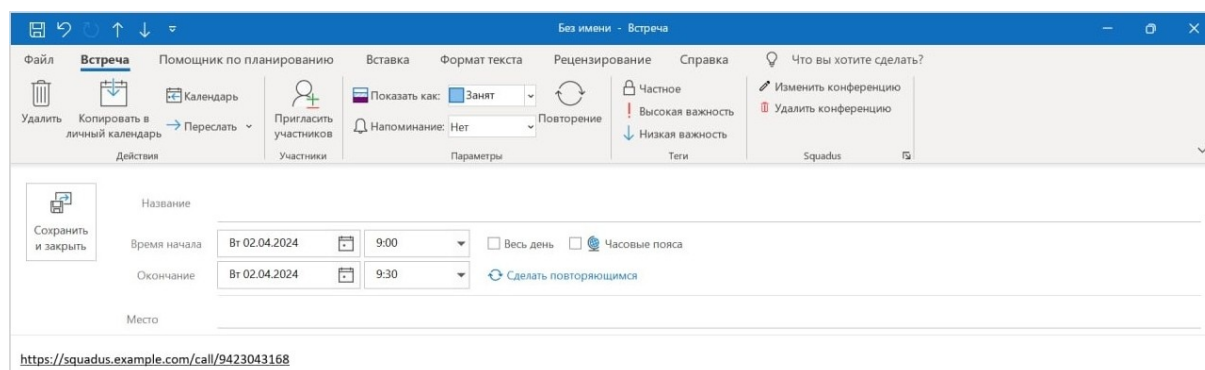 Без имени - Встреча
Файл Встреча Помощник по планированию Вставка Формат текста Рецензирование Справка Что вы хотите сделать?
Удалить
Копировать в личный календарь
Календарь
Переслать
Действия
Пригласить участников
Участники
Показать как: Занят
Напоминание: Нет
Повторение
Параметры
Частное
Высокая важность
Низкая важность
Теги
Изменить конференцию
Удалить конференцию
Squadus
Сохранить и закрыть
Название
Время начала Вт 02.04.2024 9:00 Весь день Часовые пояса
Окончание Вт 02.04.2024 9:30 Сделать повторяющимся
Место
https://squadus.example.com/call/9423043168